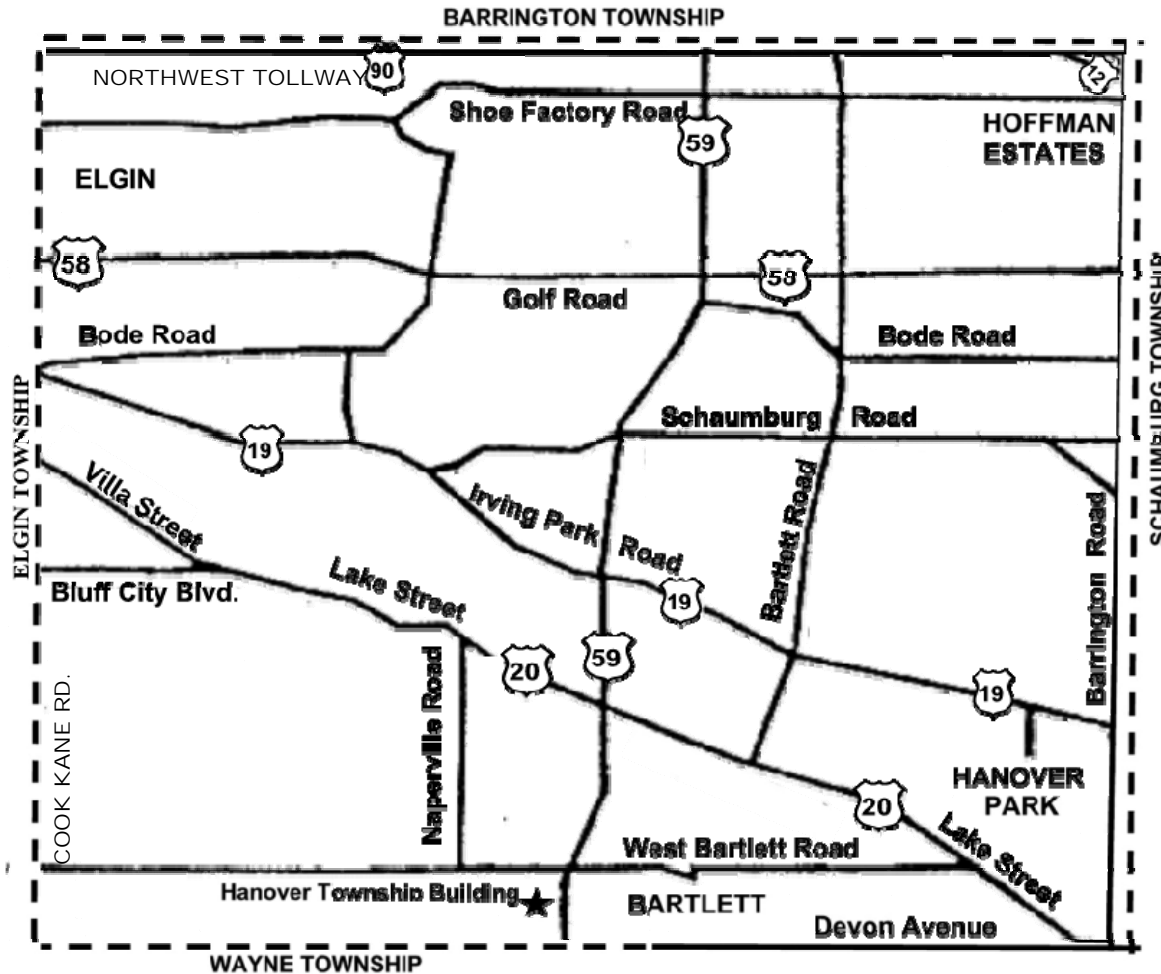 BARRINGTON TOWNSHIP
NORTHWEST TOLLWAY
90
12
Shoe Factory Road
59
HOFFMAN
ESTATES
ELGIN
58
58
Golf Road
Bode Road
Bode Road
SCHAUMBURG TOWNSHIP
ELGIN TOWNSHIP
Schaumburg Road
19
Villa Street
Irving Park Road
Bartlett Road
Barrington Road
Bluff City Blvd.
Lake Street
19
20
59
19
COOK KANE RD.
Naperville Road
HANOVER
PARK
20
Lake Street
West Bartlett Road
Hanover Township Building
BARTLETT
Devon Avenue
WAYNE TOWNSHIP